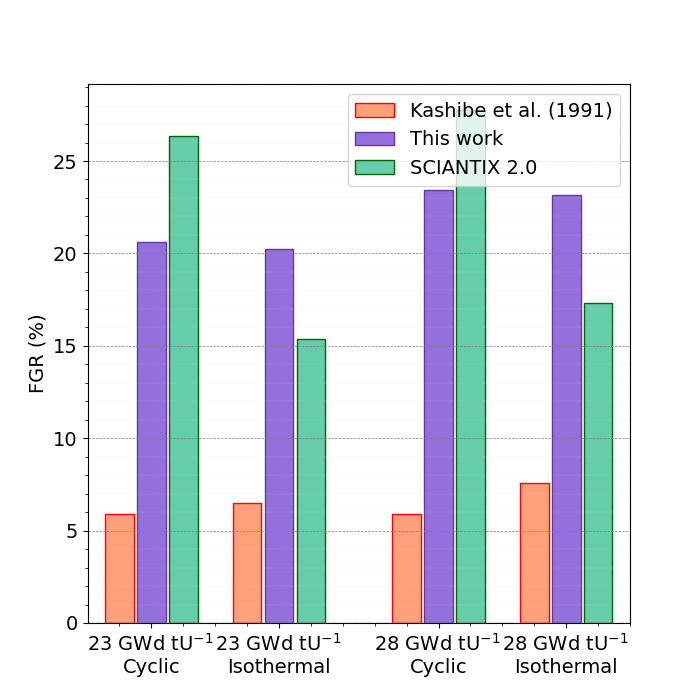 Kashibe et al. (1991)
This work
SCIANTIX 2.0
FGR (%)
25
20
15
10
5
0
23 GWd tU⁻¹ 23 GWd tU⁻¹ 28 GWd tU⁻¹ 28 GWd tU⁻¹
Cyclic Isothermal Cyclic Isothermal